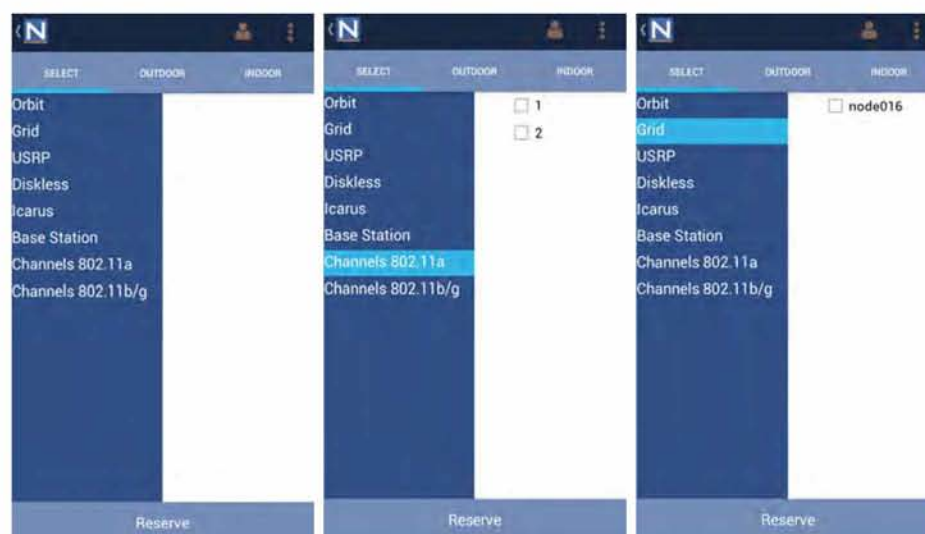 N
SELECT OUTDOOR INDOOR
Orbit
Grid
USRP
Diskless
Icarus
Base Station
Channels 802.11a
Channels 802.11b/g
Reserve
N
SELECT OUTDOOR INDOOR
Orbit
Grid
USRP
Diskless
Icarus
Base Station
Channels 802.11a
Channels 802.11b/g
1
2
Reserve
N
SELECT OUTDOOR INDOOR
Orbit
Grid
USRP
Diskless
Icarus
Base Station
Channels 802.11a
Channels 802.11b/g
node016
Reserve